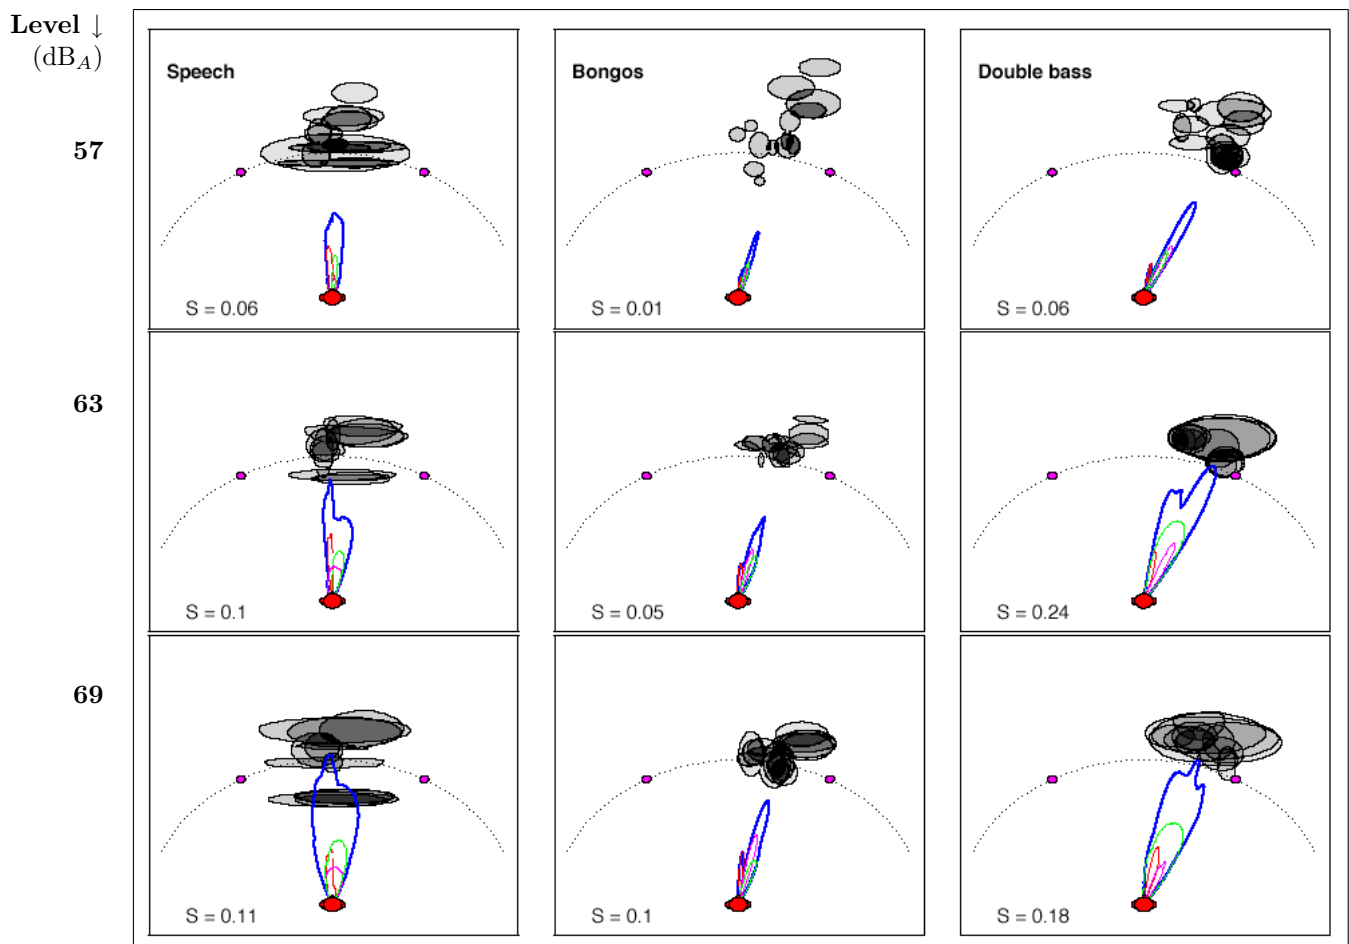 Level ↓
(dB_A)
Speech
Bongos
Double bass
57
S = 0.06
S = 0.01
S = 0.06
63
S = 0.1
S = 0.05
S = 0.24
69
S = 0.11
S = 0.1
S = 0.18